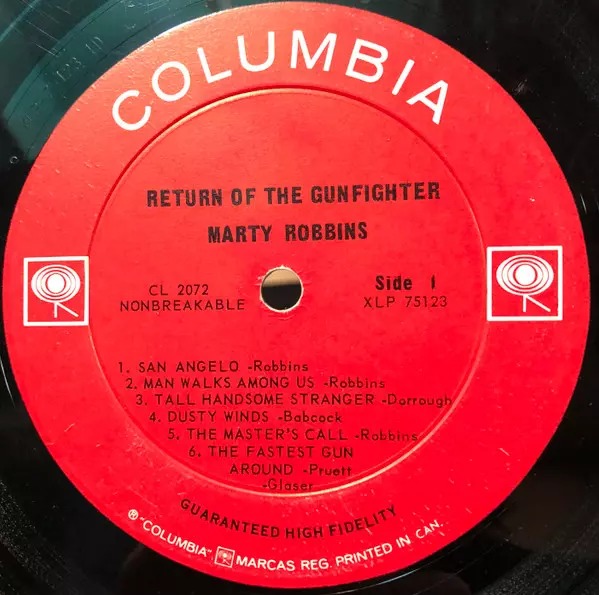 COLUMBIA
RETURN OF THE GUNFIGHTER
MARTY ROBBINS
CL 2072
NONBREAKABLE
Side 1
XLP 75123
1. SAN ANGELO -Robbins
2. MAN WALKS AMONG US -Robbins
3. TALL HANDSOME STRANGER -Dorrough
4. DUSTY WINDS -Babcock
5. THE MASTER'S CALL -Robbins
6. THE FASTEST GUN
AROUND -Pruett
-Glaser
GUARANTEED HIGH FIDELITY
® "COLUMBIA" MARCAS REG. PRINTED IN CAN.